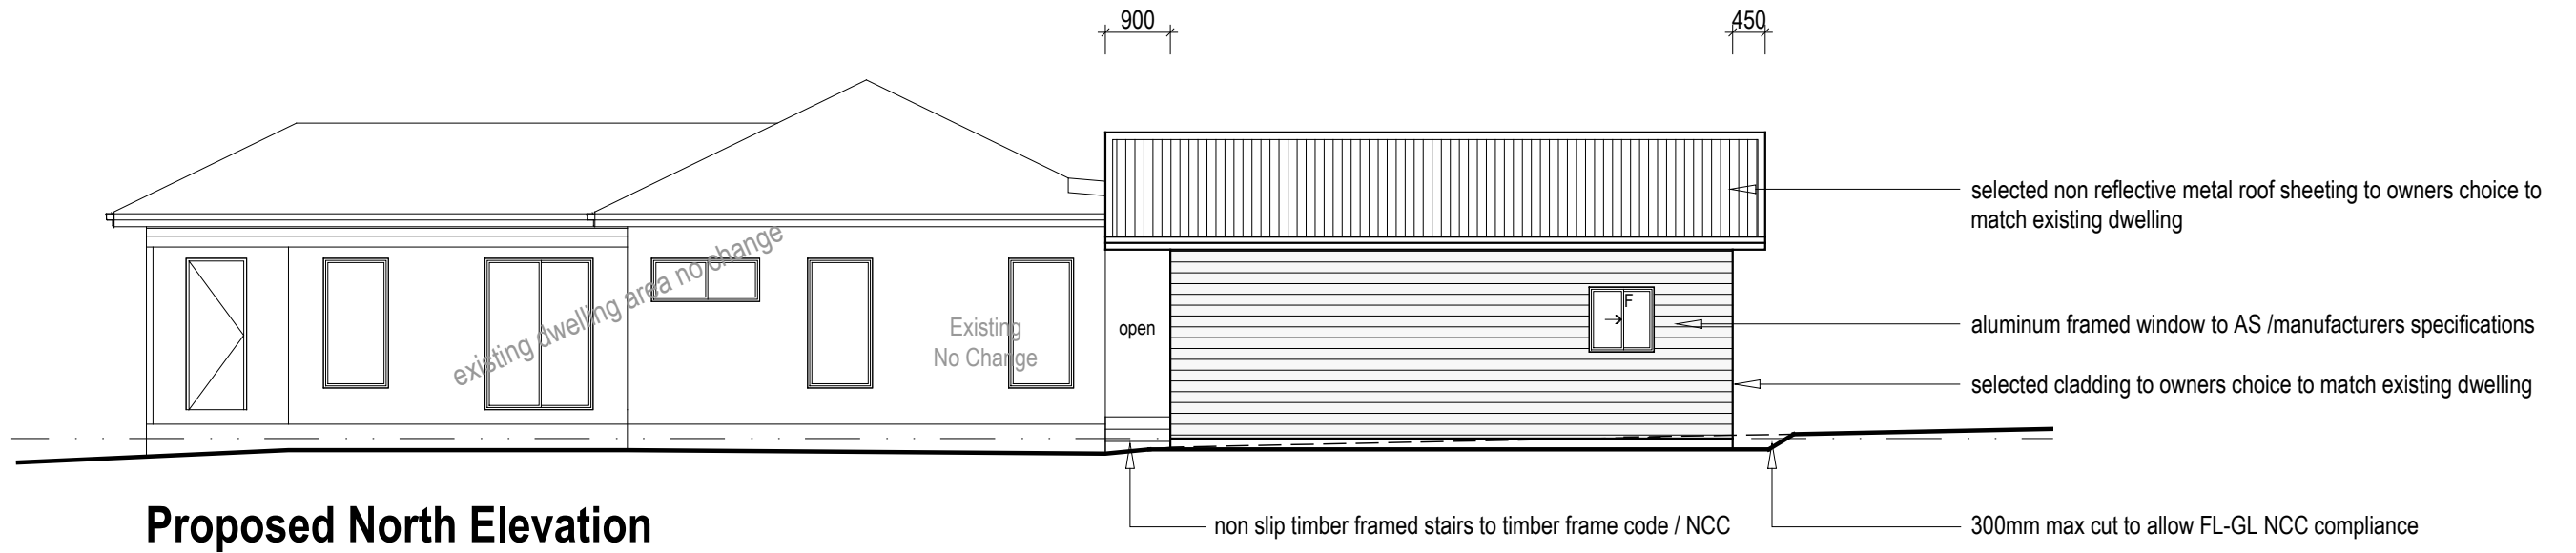 900
450
selected non reflective metal roof sheeting to owners choice to
match existing dwelling
existing dwelling area no change
Existing
No Change
open
F
aluminum framed window to AS /manufacturers specifications
selected cladding to owners choice to match existing dwelling
Proposed North Elevation
non slip timber framed stairs to timber frame code / NCC
300mm max cut to allow FL-GL NCC compliance